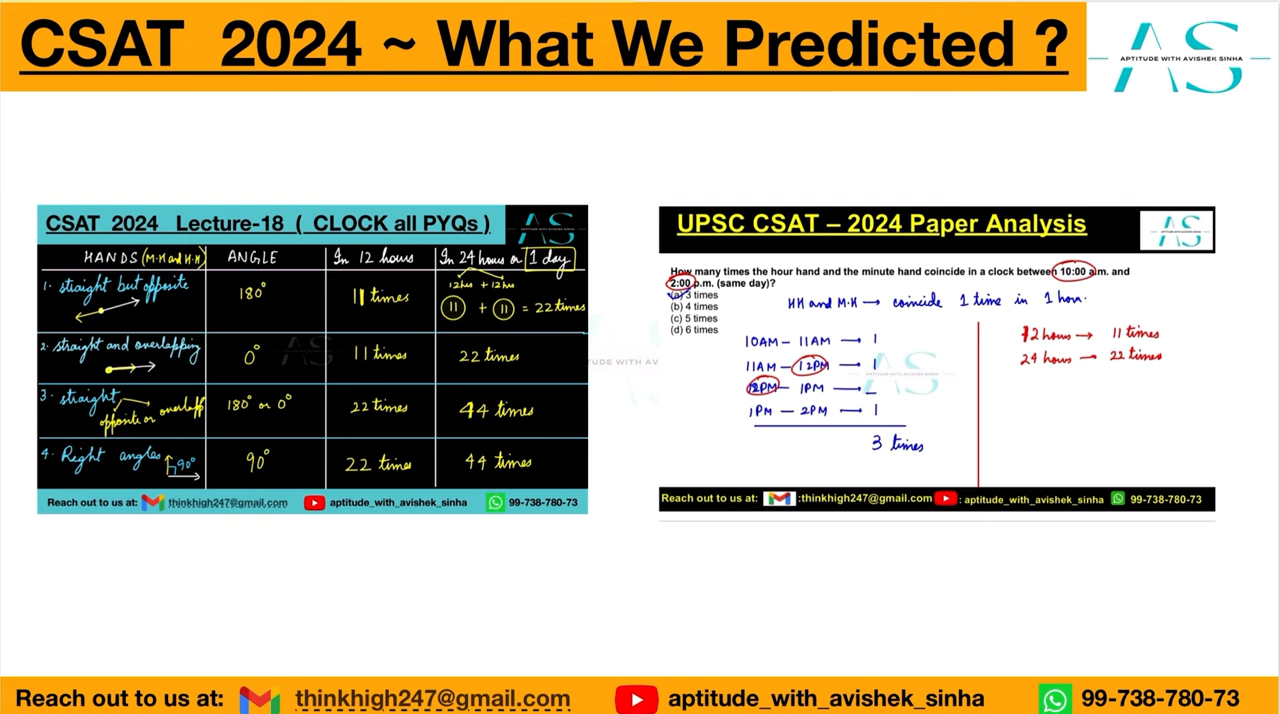 CSAT 2024 ~ What We Predicted ?
AS
APTITUDE WITH AVISHEK SINHA
CSAT 2024 Lecture-18 ( CLOCK all PYQs )
AS
HANDS (M.H and H.H)
ANGLE
In 12 hours
In 24 hours or 1 day
1. straight but opposite
180°
11 times
12hrs + 12hrs
11 + 11 = 22 times
2. straight and overlapping
0°
11 times
22 times
3. straight
opposite or overlapp
180° or 0°
22 times
44 times
4. Right angles
90°
90°
22 times
44 times
Reach out to us at:
thinkhigh247@gmail.com
aptitude_with_avishek_sinha
99-738-780-73
UPSC CSAT – 2024 Paper Analysis
AS
How many times the hour hand and the minute hand coincide in a clock between 10:00 a.m. and
2:00 p.m. (same day)?
(a) 3 times
(b) 4 times
(c) 5 times
(d) 6 times
HH and M.H → coincide 1 time in 1 hour.
10AM – 11AM → 1
11AM – 12PM → 1
12PM – 1PM → _
1PM – 2PM → 1
3 times
12 hours → 11 times
24 hours → 22 times
Reach out to us at:
:thinkhigh247@gmail.com
: aptitude_with_avishek_sinha
99-738-780-73
Reach out to us at:
thinkhigh247@gmail.com
aptitude_with_avishek_sinha
99-738-780-73